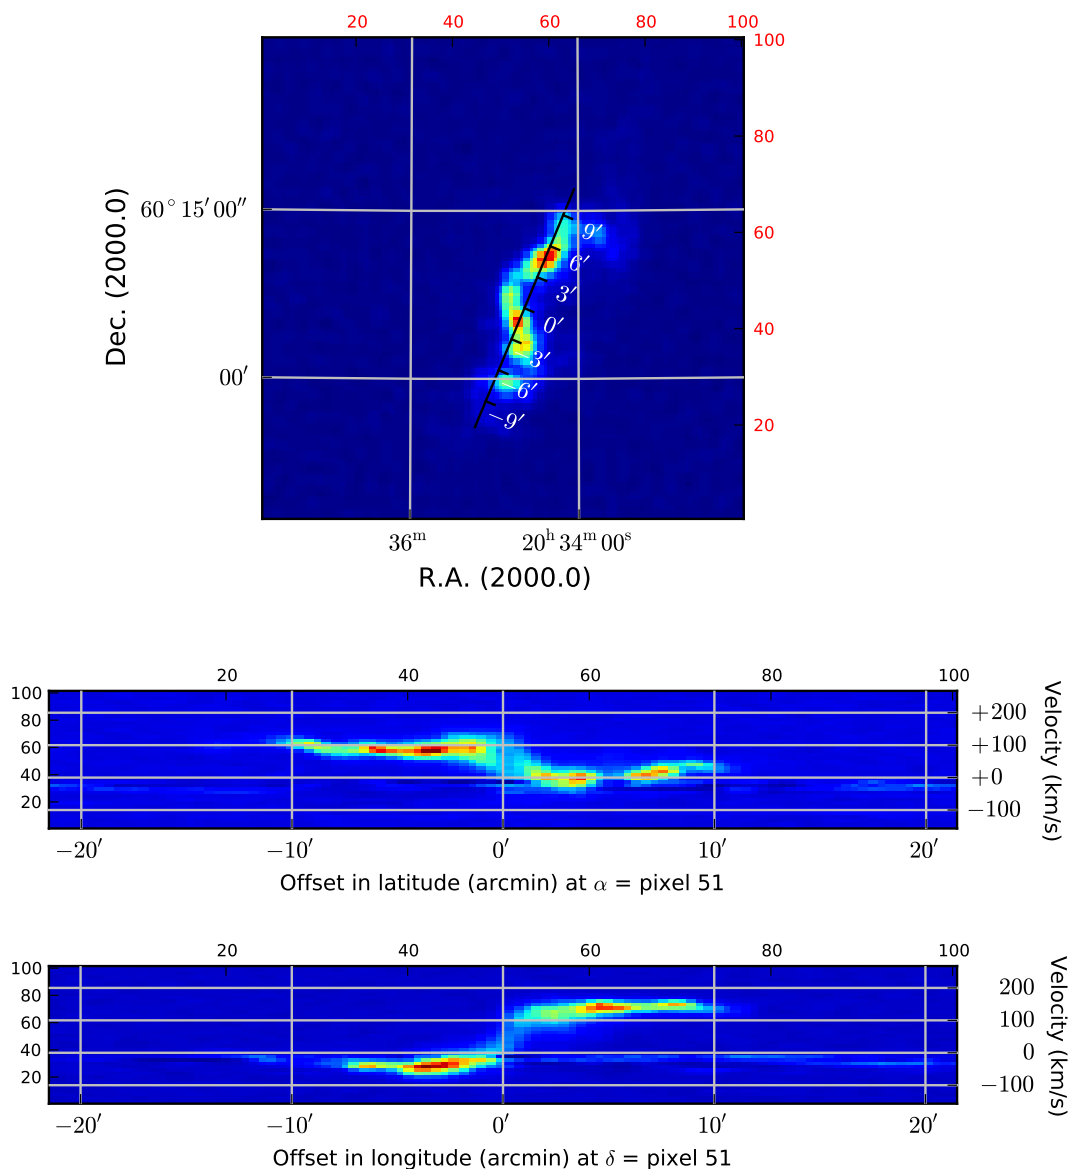 20 40 60 80 100
100
80
60
40
20
Dec. (2000.0)
60° 15′ 00″
00′
9′
6′
3′
0′
−3′
−6′
−9′
36ᵐ 20ʰ 34ᵐ 00ˢ
R.A. (2000.0)
20 40 60 80 100
100
80
60
40
20
+200
+100
+0
−100
Velocity (km/s)
−20′ −10′ 0′ 10′ 20′
Offset in latitude (arcmin) at α = pixel 51
20 40 60 80 100
100
80
60
40
20
200
100
0
−100
Velocity (km/s)
−20′ −10′ 0′ 10′ 20′
Offset in longitude (arcmin) at δ = pixel 51